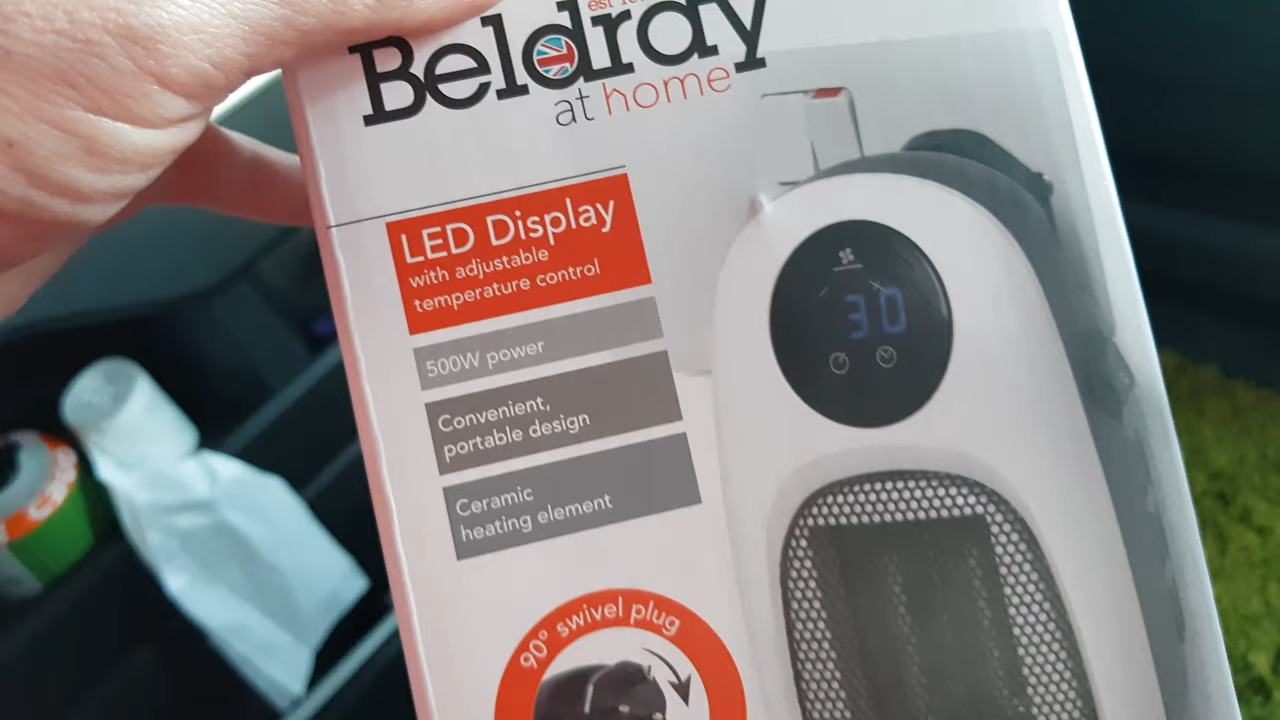 Beldray
at home
LED Display
with adjustable
temperature control
500W power
Convenient,
portable design
Ceramic
heating element
90° swivel plug
30